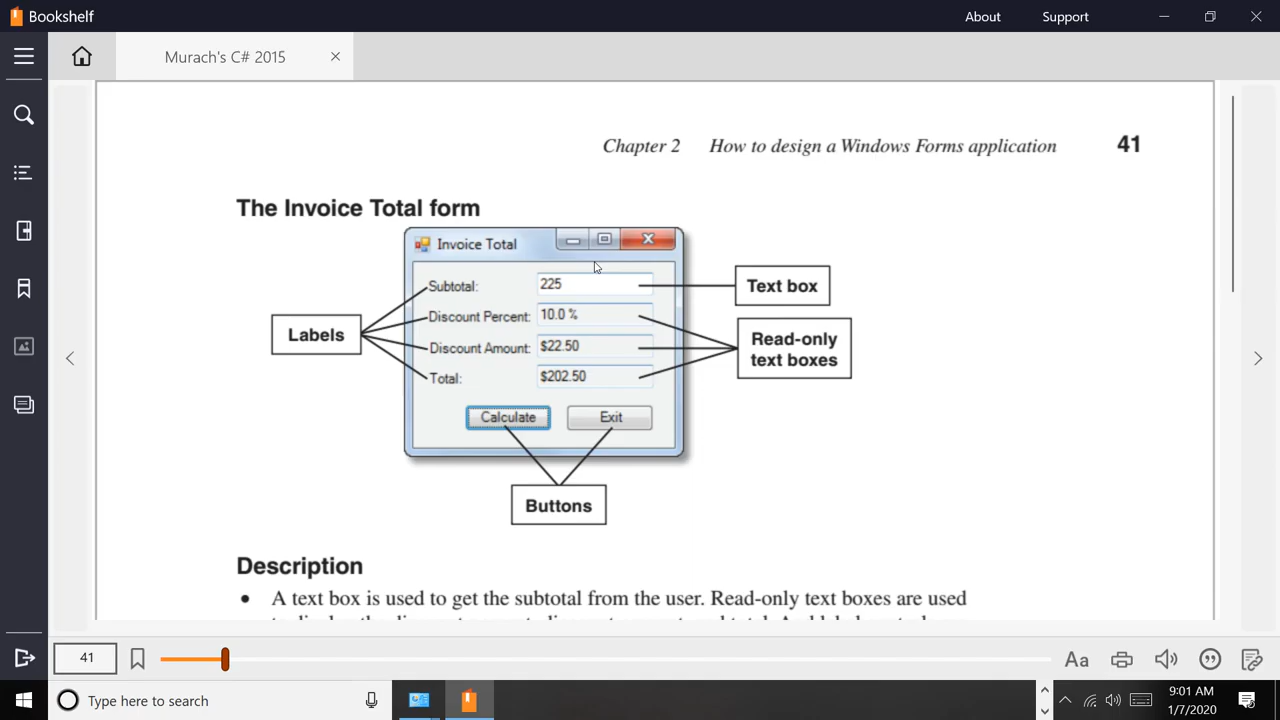 Bookshelf
About
Support
Murach's C# 2015
Chapter 2 How to design a Windows Forms application 41
The Invoice Total form
Invoice Total
Subtotal: 225
Text box
Discount Percent: 10.0 %
Labels
Read-only
text boxes
Discount Amount: $22.50
Total: $202.50
Calculate
Exit
Buttons
Description
• A text box is used to get the subtotal from the user. Read-only text boxes are used
41
Aa
Type here to search
9:01 AM
1/7/2020